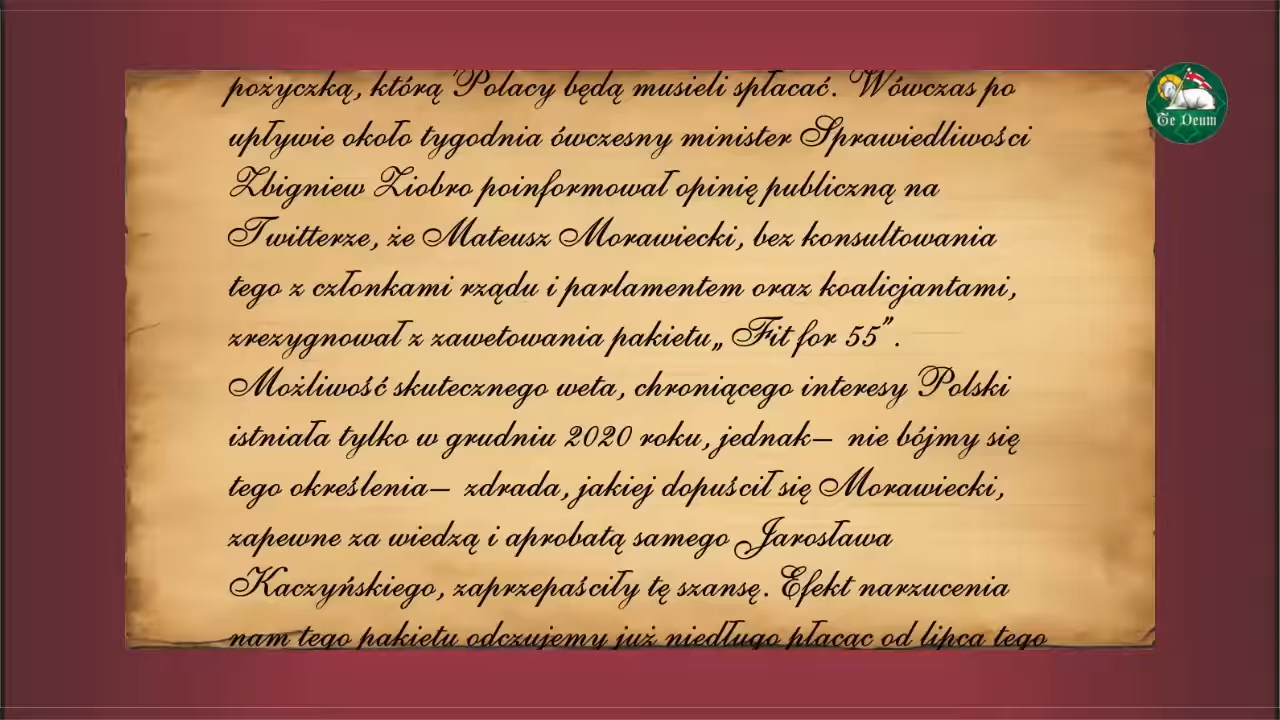 pożyczką, którą Polacy będą musieli spłacać. Wówczas po
upływie około tygodnia ówczesny minister Sprawiedliwości
Zbigniew Ziobro poinformował opinię publiczną na
Twitterze, że Mateusz Morawiecki, bez konsultowania
tego z członkami rządu i parlamentem oraz koalicjantami,
zrezygnował z zawetowania pakietu„ Fit for 55”.
Możliwość skutecznego weta, chroniącego interesy Polski
istniała tylko w grudniu 2020 roku, jednak– nie bójmy się
tego określenia– zdrada, jakiej dopuścił się Morawiecki,
zapewne za wiedzą i aprobatą samego Jarosława
Kaczyńskiego, zaprzepaściły tę szansę. Efekt narzucenia
nam tego pakietu odczujemy już niedługo płacąc od lipca tego
Te Deum